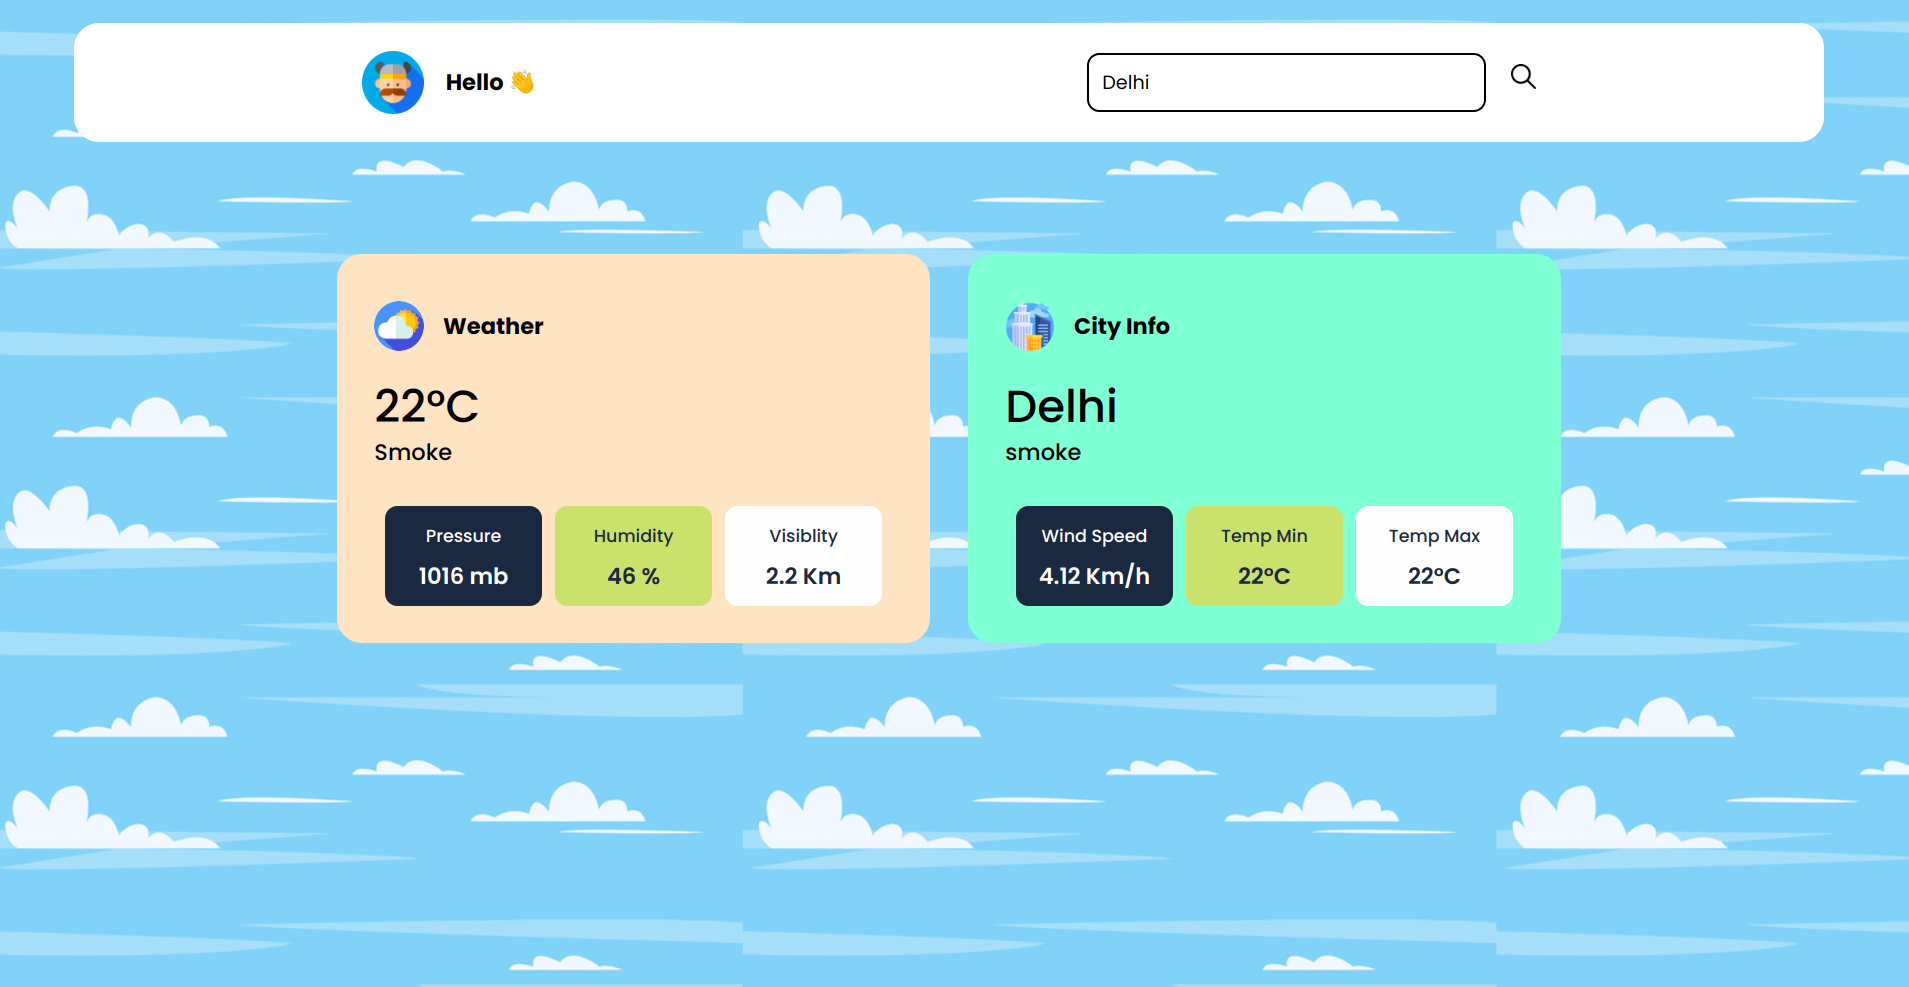 Hello 👋
Delhi
Weather
22°C
Smoke
Pressure
1016 mb
Humidity
46 %
Visiblity
2.2 Km
City Info
Delhi
smoke
Wind Speed
4.12 Km/h
Temp Min
22°C
Temp Max
22°C